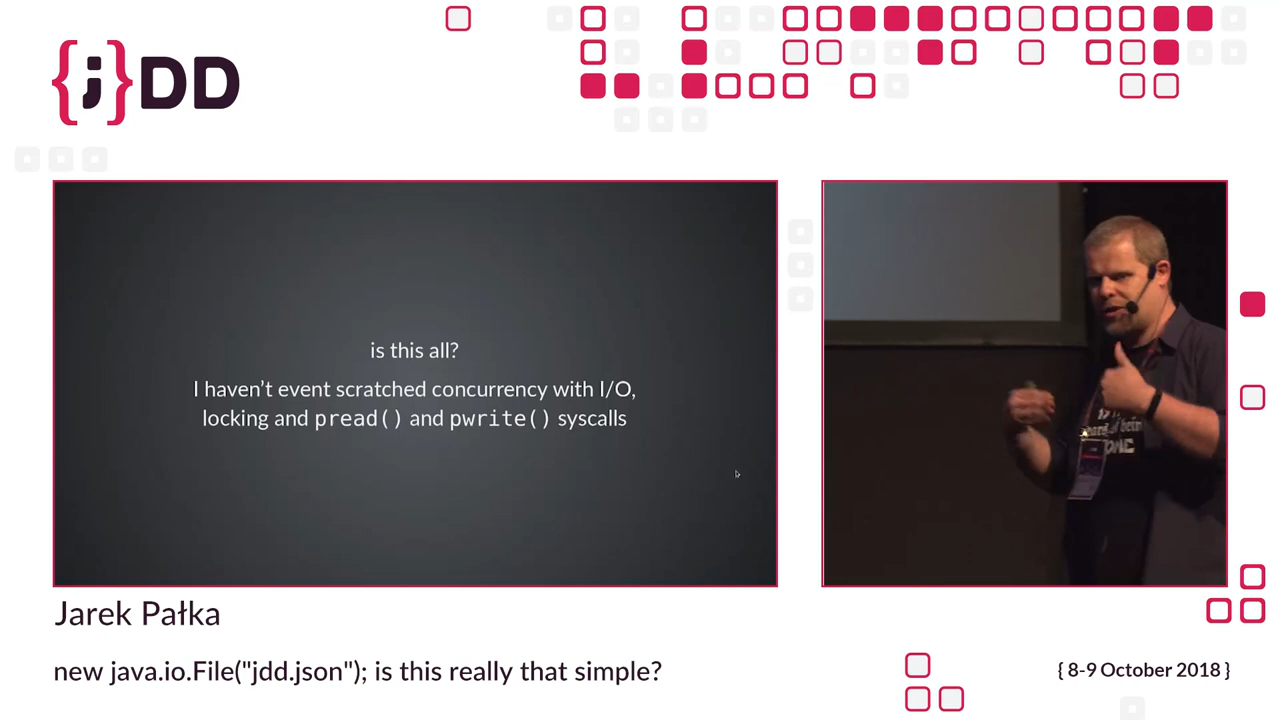 {j}DD
is this all?
I haven't event scratched concurrency with I/O,
locking and pread() and pwrite() syscalls
Jarek Pałka
new java.io.File("jdd.json"); is this really that simple?
{ 8-9 October 2018 }